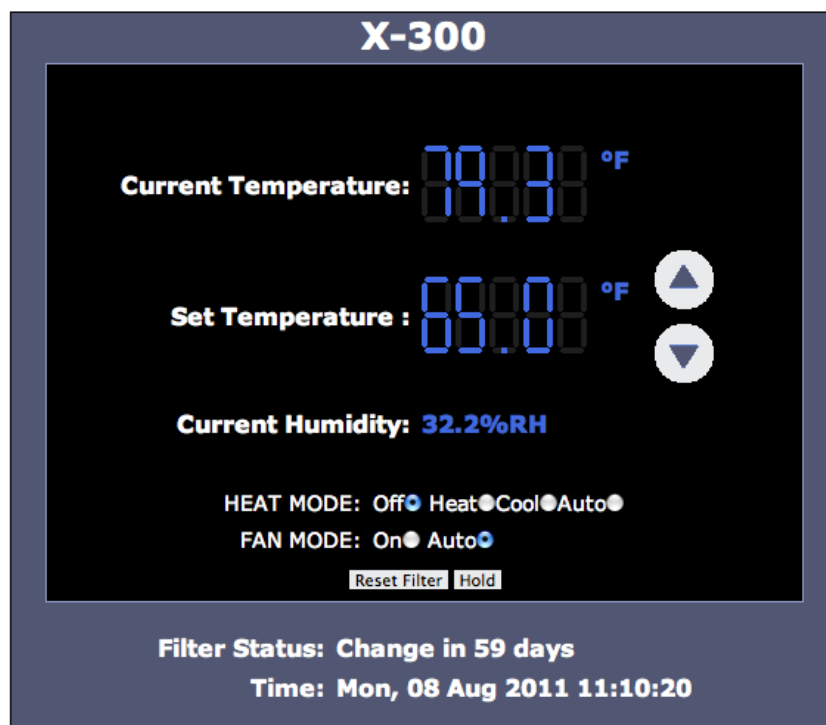 X-300
Current Temperature: 79.3 °F
Set Temperature : 65.0 °F
Current Humidity: 32.2%RH
HEAT MODE: Off Heat Cool Auto
FAN MODE: On Auto
Reset Filter Hold
Filter Status: Change in 59 days
Time: Mon, 08 Aug 2011 11:10:20